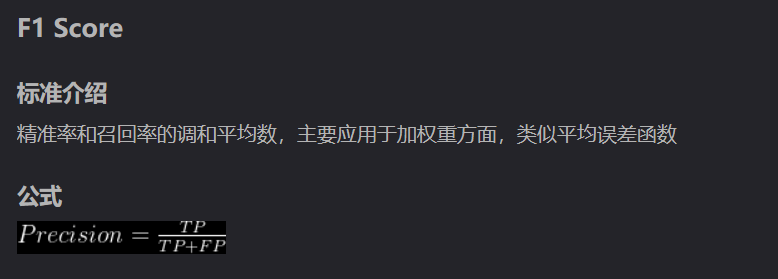 F1 Score
标准介绍
精准率和召回率的调和平均数，主要应用于加权重方面，类似平均误差函数
公式
Precision = \frac{TP}{TP+FP}